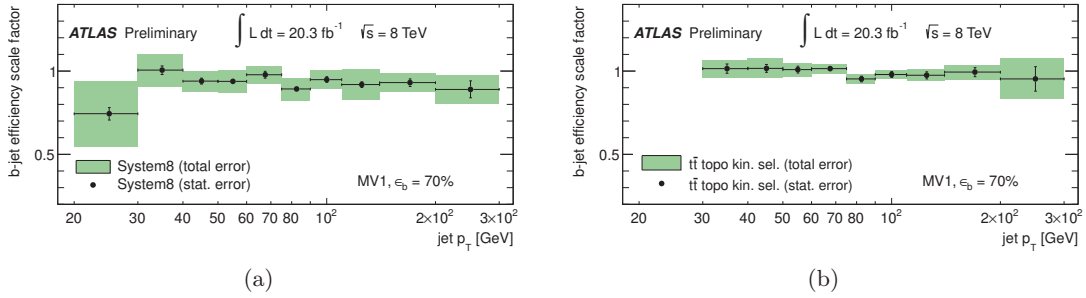 ATLAS Preliminary ∫ L dt = 20.3 fb⁻¹ √s = 8 TeV
b-jet efficiency scale factor
1
0.5
System8 (total error)
System8 (stat. error)
MV1, ϵ_b = 70%
20 30 40 50 60 70 80 10² 2×10² 3×10²
jet p_T [GeV]
(a)
ATLAS Preliminary ∫ L dt = 20.3 fb⁻¹ √s = 8 TeV
b-jet efficiency scale factor
1
0.5
tt̄ topo kin. sel. (total error)
tt̄ topo kin. sel. (stat. error)
MV1, ϵ_b = 70%
20 30 40 50 60 70 80 10² 2×10² 3×10²
jet p_T [GeV]
(b)